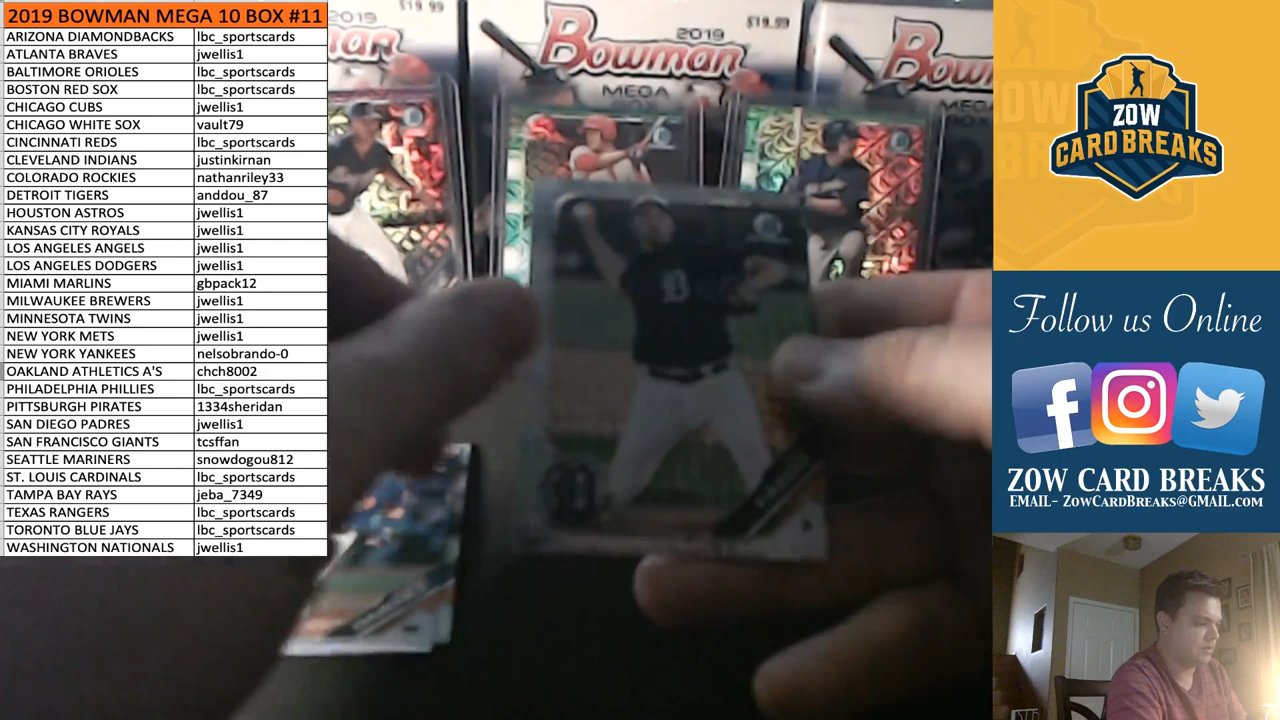 2019 BOWMAN MEGA 10 BOX #11
ARIZONA DIAMONDBACKS lbc_sportscards
ATLANTA BRAVES jwellis1
BALTIMORE ORIOLES lbc_sportscards
BOSTON RED SOX lbc_sportscards
CHICAGO CUBS jwellis1
CHICAGO WHITE SOX vault79
CINCINNATI REDS lbc_sportscards
CLEVELAND INDIANS justinkirnan
COLORADO ROCKIES nathanriley33
DETROIT TIGERS anddou_87
HOUSTON ASTROS jwellis1
KANSAS CITY ROYALS jwellis1
LOS ANGELES ANGELS jwellis1
LOS ANGELES DODGERS jwellis1
MIAMI MARLINS gbpack12
MILWAUKEE BREWERS jwellis1
MINNESOTA TWINS jwellis1
NEW YORK METS jwellis1
NEW YORK YANKEES nelsobrando-0
OAKLAND ATHLETICS A'S chch8002
PHILADELPHIA PHILLIES lbc_sportscards
PITTSBURGH PIRATES 1334sheridan
SAN DIEGO PADRES jwellis1
SAN FRANCISCO GIANTS tcsffan
SEATTLE MARINERS snowdogou812
ST. LOUIS CARDINALS lbc_sportscards
TAMPA BAY RAYS jeba_7349
TEXAS RANGERS lbc_sportscards
TORONTO BLUE JAYS lbc_sportscards
WASHINGTON NATIONALS jwellis1
$19.99
2019
$19.99
Bowman
MEGA
ZOW
CARD BREAKS
Follow us Online
ZOW CARD BREAKS
EMAIL- ZOWCARDBREAKS@GMAIL.COM